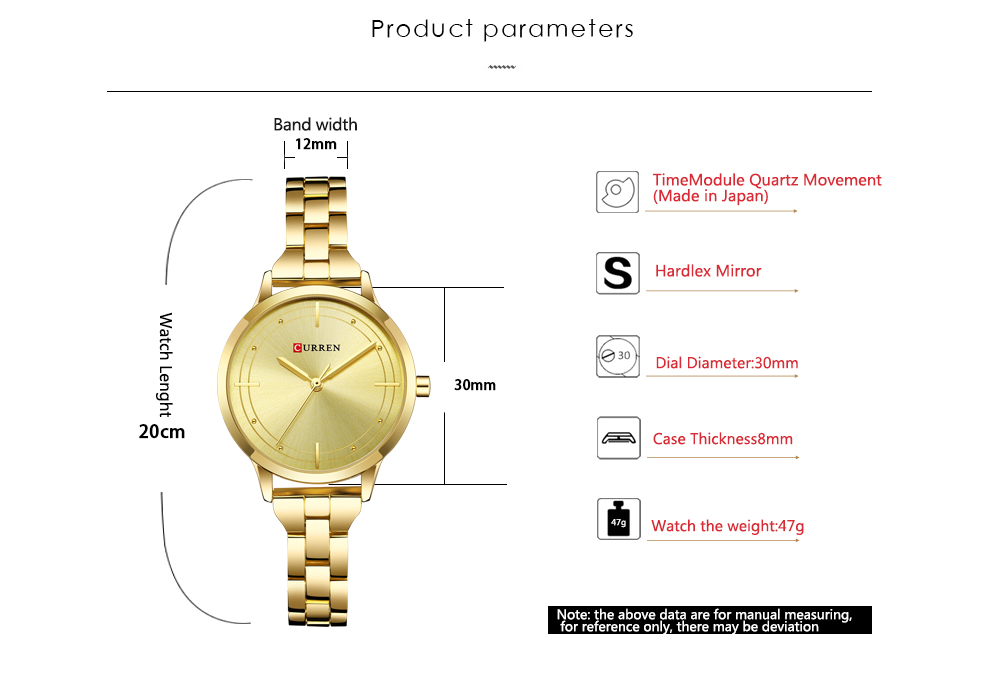 Product parameters
Band width
12mm
Watch Lenght
20cm
CURREN
30mm
TimeModule Quartz Movement
(Made in Japan)
S
Hardlex Mirror
30
Dial Diameter:30mm
Case Thickness8mm
47g
Watch the weight:47g
Note: the above data are for manual measuring,
for reference only, there may be deviation